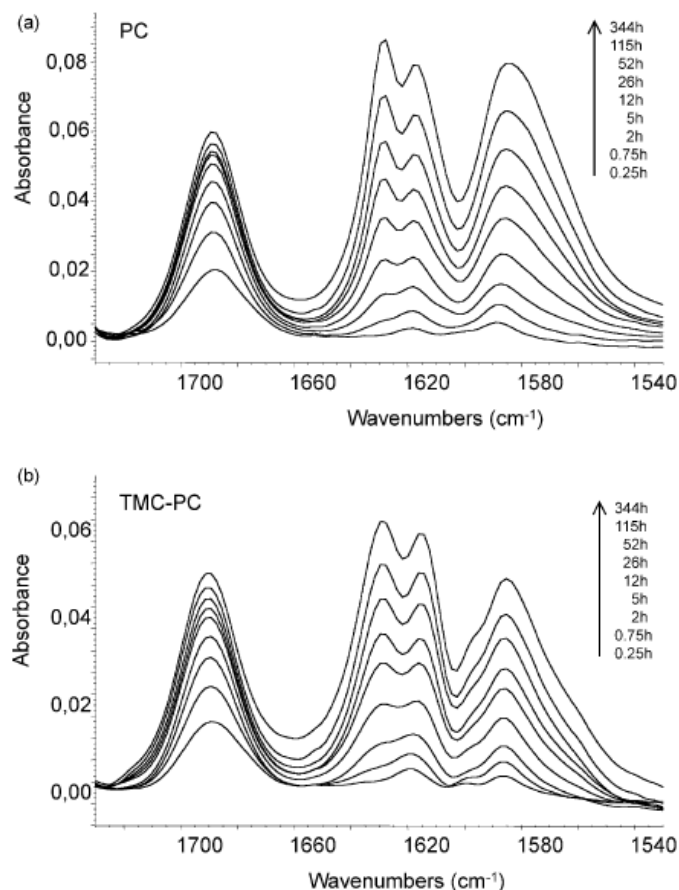 (a)
PC
344h
115h
52h
26h
12h
5h
2h
0.75h
0.25h
0,08
0,06
0,04
0,02
0,00
Absorbance
1700 1660 1620 1580 1540
Wavenumbers (cm⁻¹)
(b)
TMC-PC
344h
115h
52h
26h
12h
5h
2h
0.75h
0.25h
0,06
0,04
0,02
0,00
Absorbance
1700 1660 1620 1580 1540
Wavenumbers (cm⁻¹)